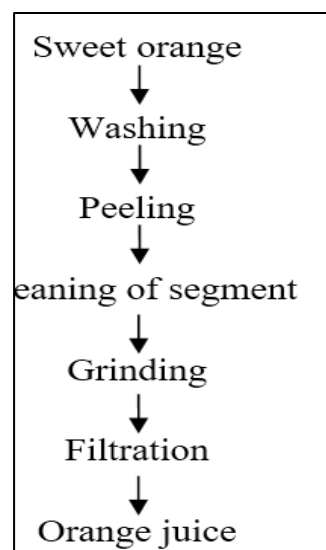 Sweet orange
Washing
Peeling
eaning of segment
Grinding
Filtration
Orange juice